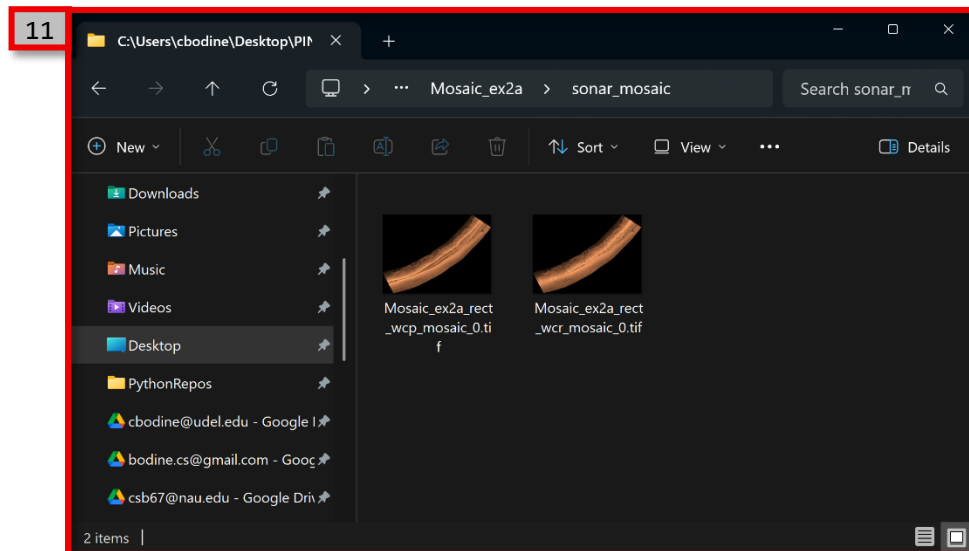 11
C:\Users\cbodine\Desktop\PIN
Mosaic_ex2a > sonar_mosaic
Search sonar_m
New
Sort
View
Details
Downloads
Pictures
Music
Videos
Desktop
PythonRepos
cbodine@udel.edu - Google
bodine.cs@gmail.com - Goog
csb67@nau.edu - Google Driv
Mosaic_ex2a_rect
_wcp_mosaic_0.ti
f
Mosaic_ex2a_rect
_wcr_mosaic_0.tif
2 items